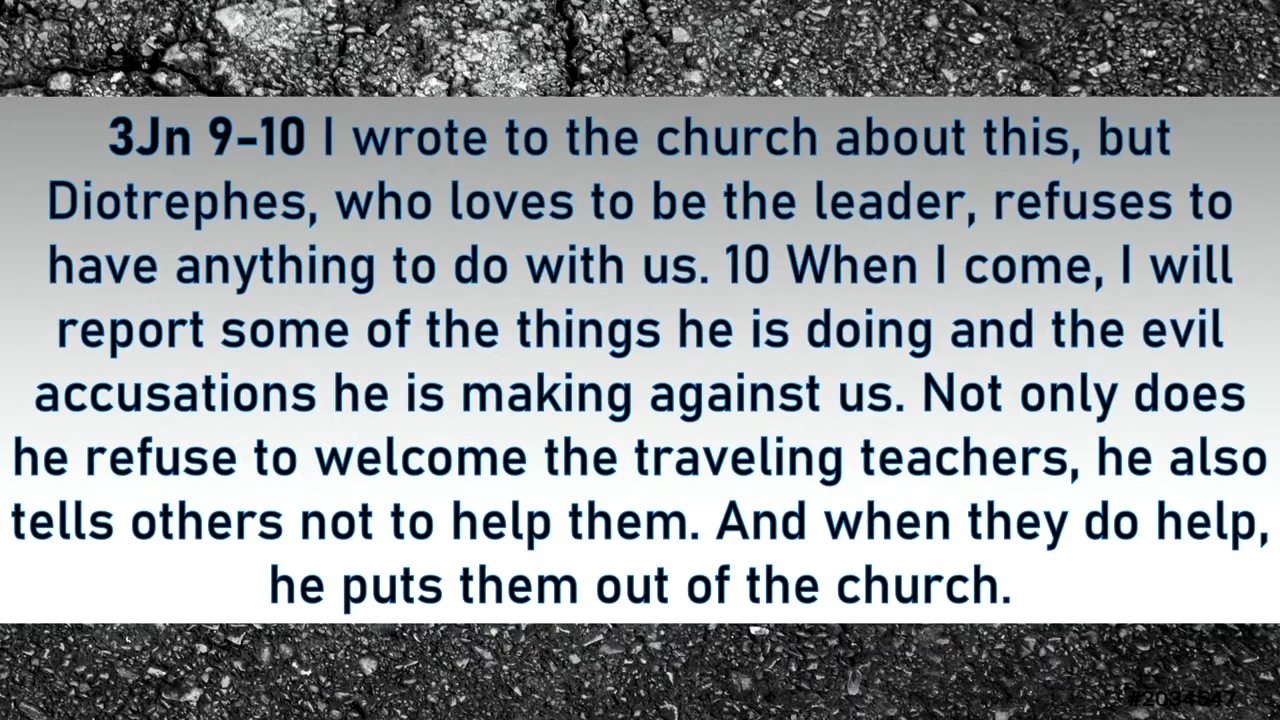 3Jn 9-10 I wrote to the church about this, but
Diotrephes, who loves to be the leader, refuses to
have anything to do with us. 10 When I come, I will
report some of the things he is doing and the evil
accusations he is making against us. Not only does
he refuse to welcome the traveling teachers, he also
tells others not to help them. And when they do help,
he puts them out of the church.